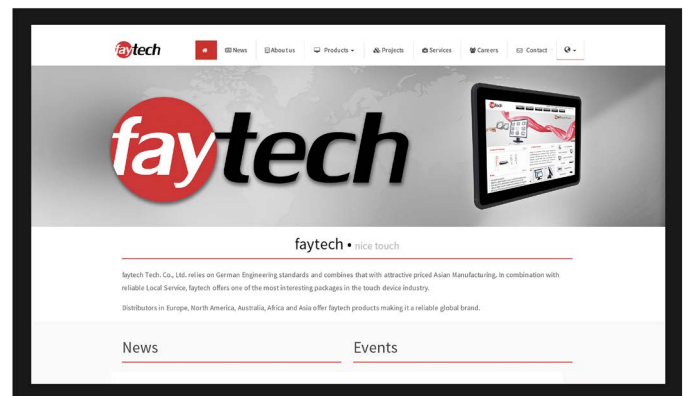 faytech
News
About us
Products
Projects
Services
Careers
Contact
faytech
faytech • nice touch
faytech Tech. Co., Ltd. relies on German Engineering standards and combines that with attractive priced Asian Manufacturing. In combination with
reliable Local Service, faytech offers one of the most interesting packages in the touch device industry.
Distributors in Europe, North America, Australia, Africa and Asia offer faytech products making it a reliable global brand.
News
Events